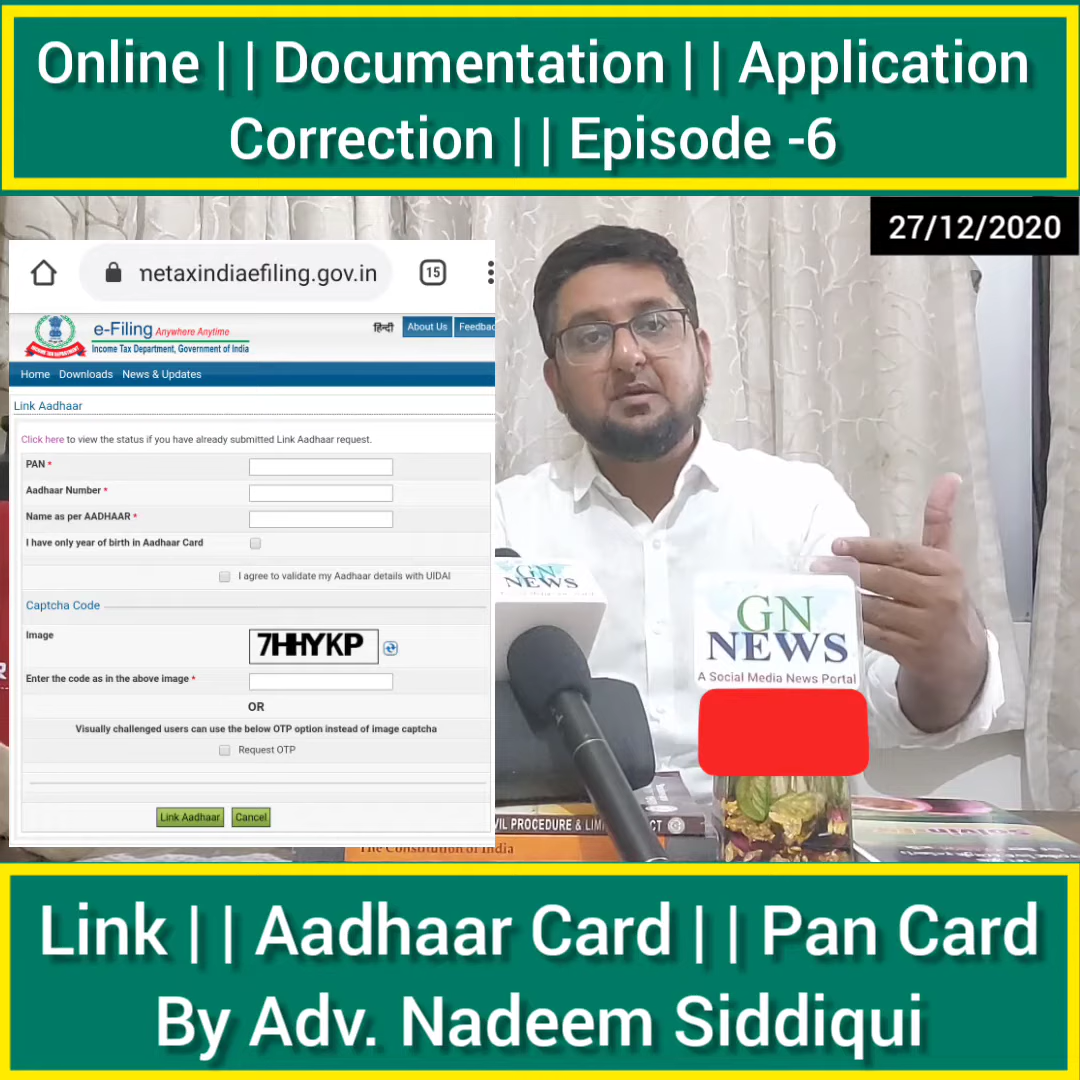 Online | | Documentation | | Application
Correction | | Episode -6
27/12/2020
15
netaxindiaefiling.gov.in
e-Filing Anywhere Anytime
Income Tax Department, Government of India
हिन्दी
About Us
Feedbac
Home Downloads News & Updates
Link Aadhaar
Click here to view the status if you have already submitted Link Aadhaar request.
PAN *
Aadhaar Number *
Name as per AADHAAR *
I have only year of birth in Aadhaar Card
I agree to validate my Aadhaar details with UIDAI
Captcha Code
Image
7HHYKP
Enter the code as in the above image *
OR
Visually challenged users can use the below OTP option instead of image captcha
Request OTP
Link Aadhaar
Cancel
GN
NEWS
GN
NEWS
A Social Media News Portal
VIL PROCEDURE & LIM
CT
The Constitution of India
Link | | Aadhaar Card | | Pan Card
By Adv. Nadeem Siddiqui